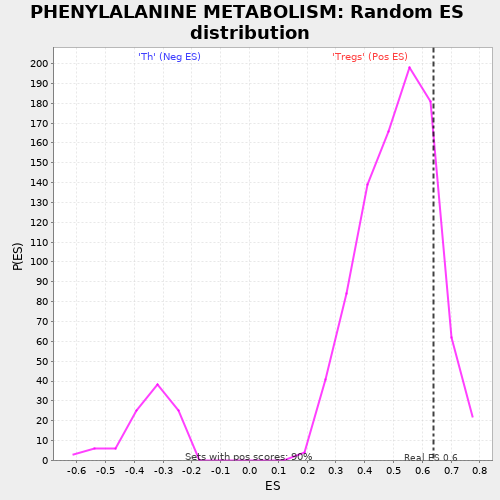 PHENYLALANINE METABOLISM: Random ES
distribution
'Th' (Neg ES)
'Tregs' (Pos ES)
200
190
180
170
160
150
140
130
120
110
100
90
80
70
60
50
40
30
20
10
0
P(ES)
Sets with pos scores: 90%
Real ES 0.6
-0.6 -0.5 -0.4 -0.3 -0.2 -0.1 0.0 0.1 0.2 0.3 0.4 0.5 0.6 0.7 0.8
ES